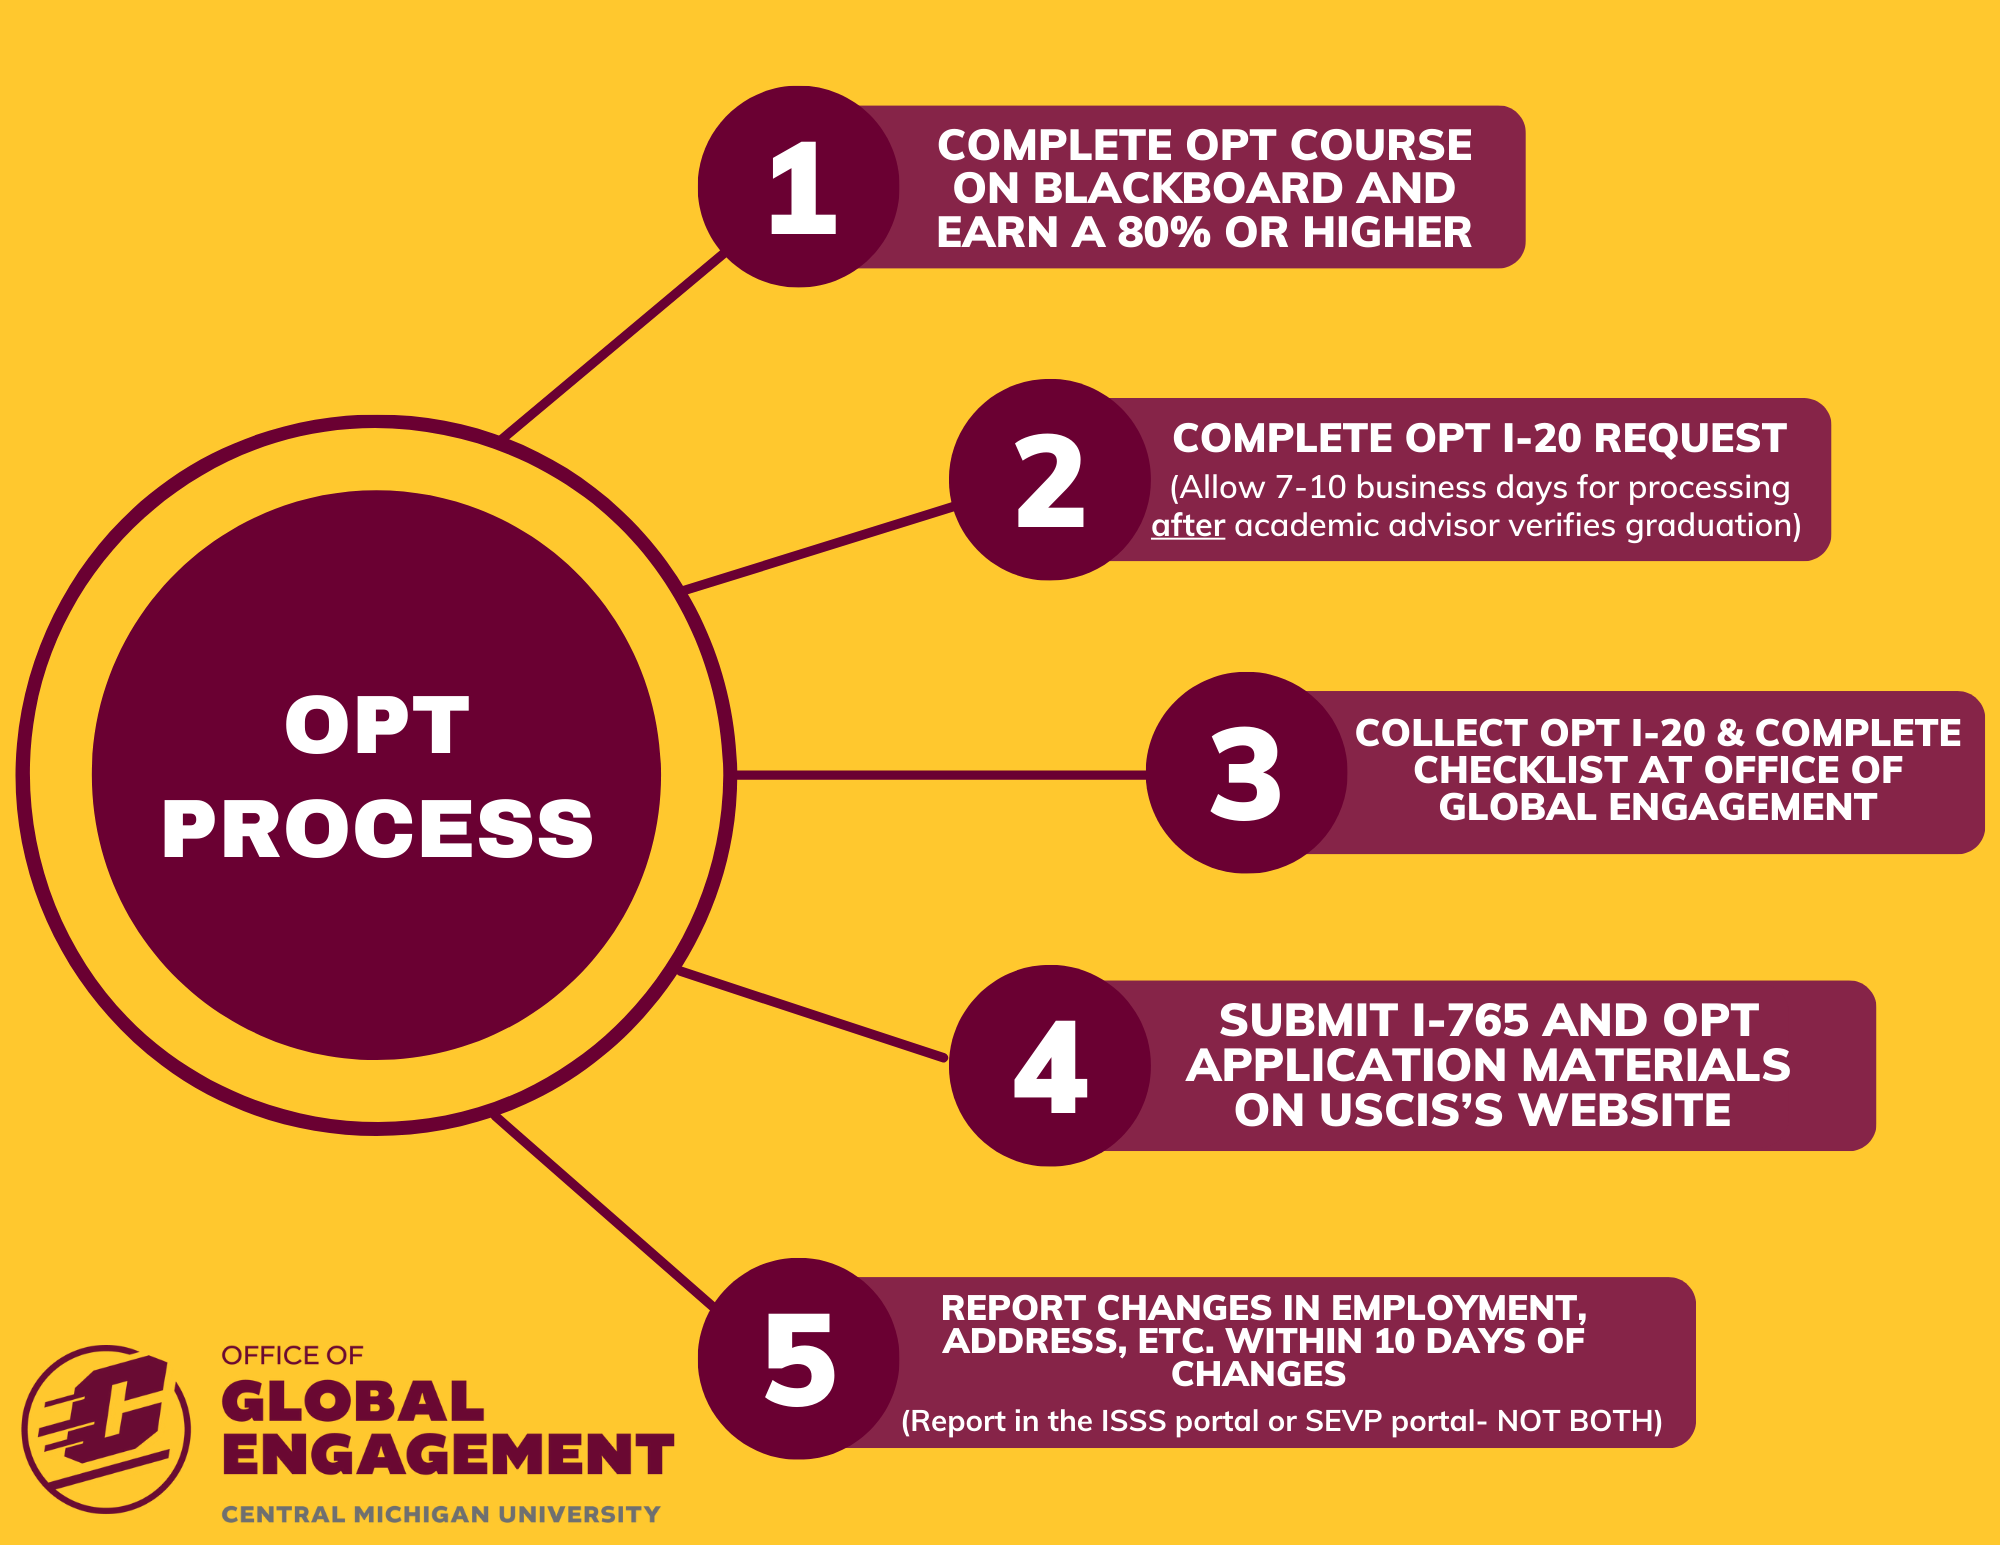 OPT
PROCESS
1
COMPLETE OPT COURSE
ON BLACKBOARD AND
EARN A 80% OR HIGHER
2
COMPLETE OPT I-20 REQUEST
(Allow 7-10 business days for processing
after academic advisor verifies graduation)
3
COLLECT OPT I-20 & COMPLETE
CHECKLIST AT OFFICE OF
GLOBAL ENGAGEMENT
4
SUBMIT I-765 AND OPT
APPLICATION MATERIALS
ON USCIS’S WEBSITE
5
REPORT CHANGES IN EMPLOYMENT,
ADDRESS, ETC. WITHIN 10 DAYS OF
CHANGES
(Report in the ISSS portal or SEVP portal- NOT BOTH)
C
OFFICE OF
GLOBAL
ENGAGEMENT
CENTRAL MICHIGAN UNIVERSITY